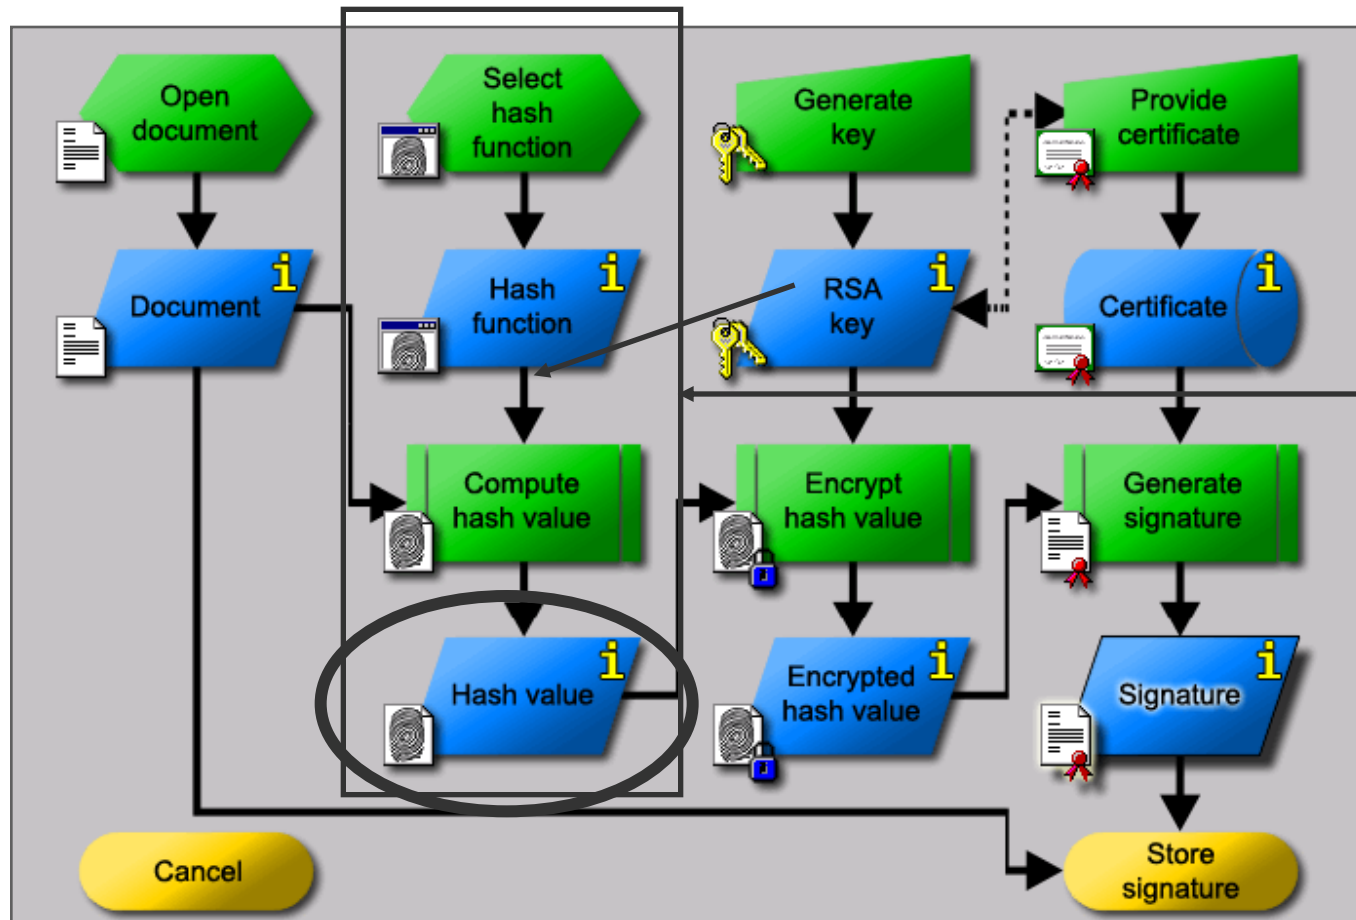 Open
document
Select
hash
function
Generate
key
Provide
certificate
Document
i
Hash
function
i
RSA
key
i
Certificate
i
Compute
hash value
Encrypt
hash value
Generate
signature
Hash value
i
Encrypted
hash value
i
Signature
i
Cancel
Store
signature